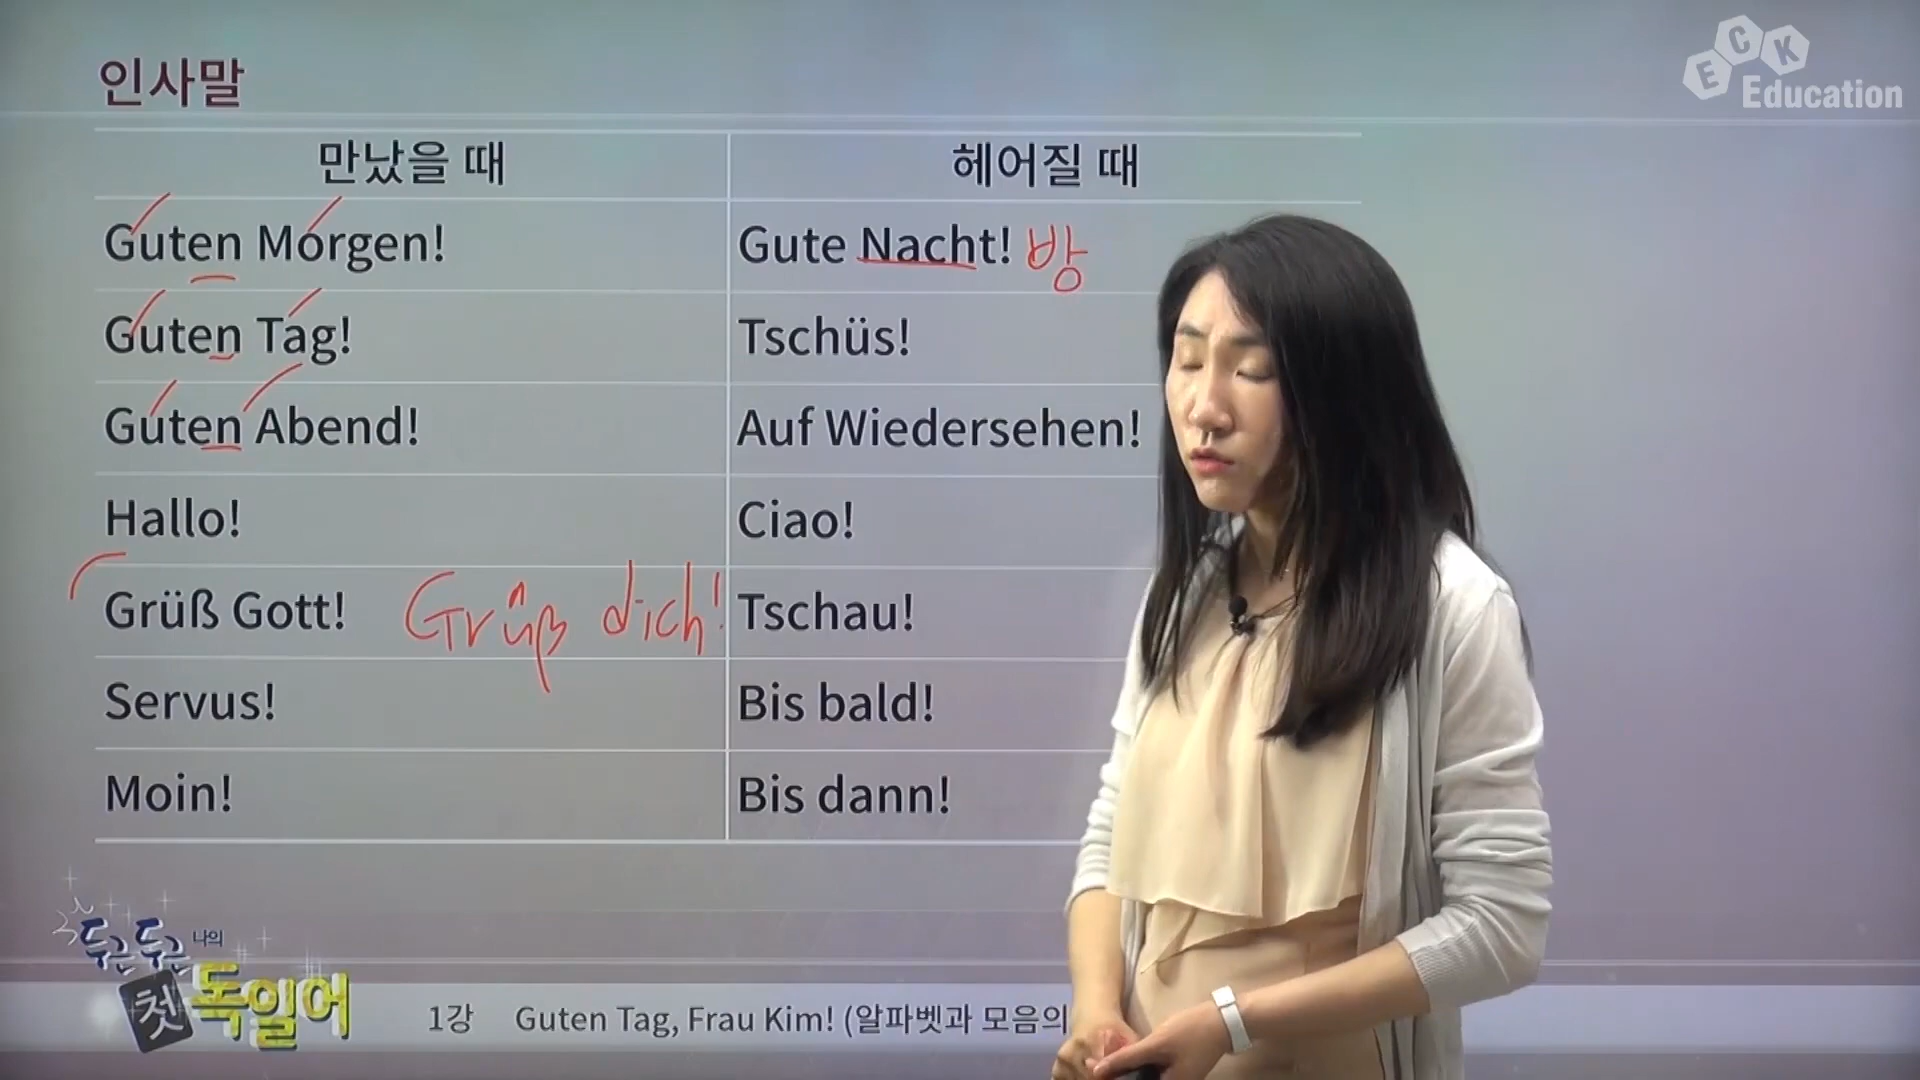 인사말
E C K
Education
만났을 때
헤어질 때
Guten Morgen!
Gute Nacht! 밤
Guten Tag!
Tschüs!
Guten Abend!
Auf Wiedersehen!
Hallo!
Ciao!
Grüß Gott! Grüß dich!
Tschau!
Servus!
Bis bald!
Moin!
Bis dann!
두근두근 나의
첫 독일어
1강 Guten Tag, Frau Kim! (알파벳과 모음의